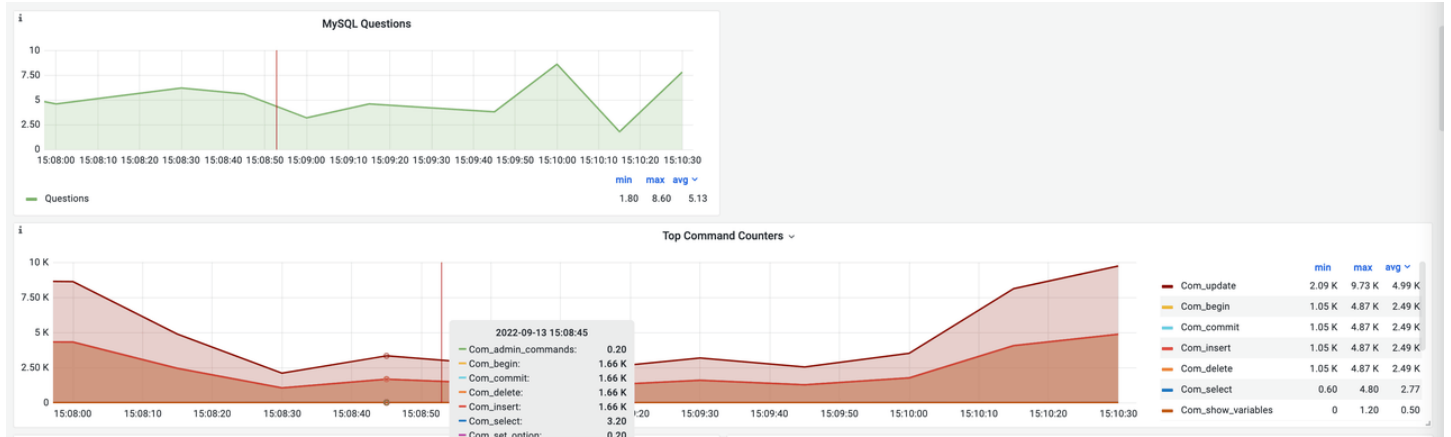 i
MySQL Questions
10
7.50
5
2.50
0
15:08:00 15:08:10 15:08:20 15:08:30 15:08:40 15:08:50 15:09:00 15:09:10 15:09:20 15:09:30 15:09:40 15:09:50 15:10:00 15:10:10 15:10:20 15:10:30
min max avg
Questions 1.80 8.60 5.13
i
Top Command Counters
10 K
7.50 K
5 K
2.50 K
0
15:08:00 15:08:10 15:08:20 15:08:30 15:08:40 15:08:50 :20 15:09:30 15:09:40 15:09:50 15:10:00 15:10:10 15:10:20 15:10:30
2022-09-13 15:08:45
Com_admin_commands: 0.20
Com_begin: 1.66 K
Com_commit: 1.66 K
Com_delete: 1.66 K
Com_insert: 1.66 K
Com_select: 3.20
Com_set_option: 0.20
min max avg
Com_update 2.09 K 9.73 K 4.99 K
Com_begin 1.05 K 4.87 K 2.49 K
Com_commit 1.05 K 4.87 K 2.49 K
Com_insert 1.05 K 4.87 K 2.49 K
Com_delete 1.05 K 4.87 K 2.49 K
Com_select 0.60 4.80 2.77
Com_show_variables 0 1.20 0.50